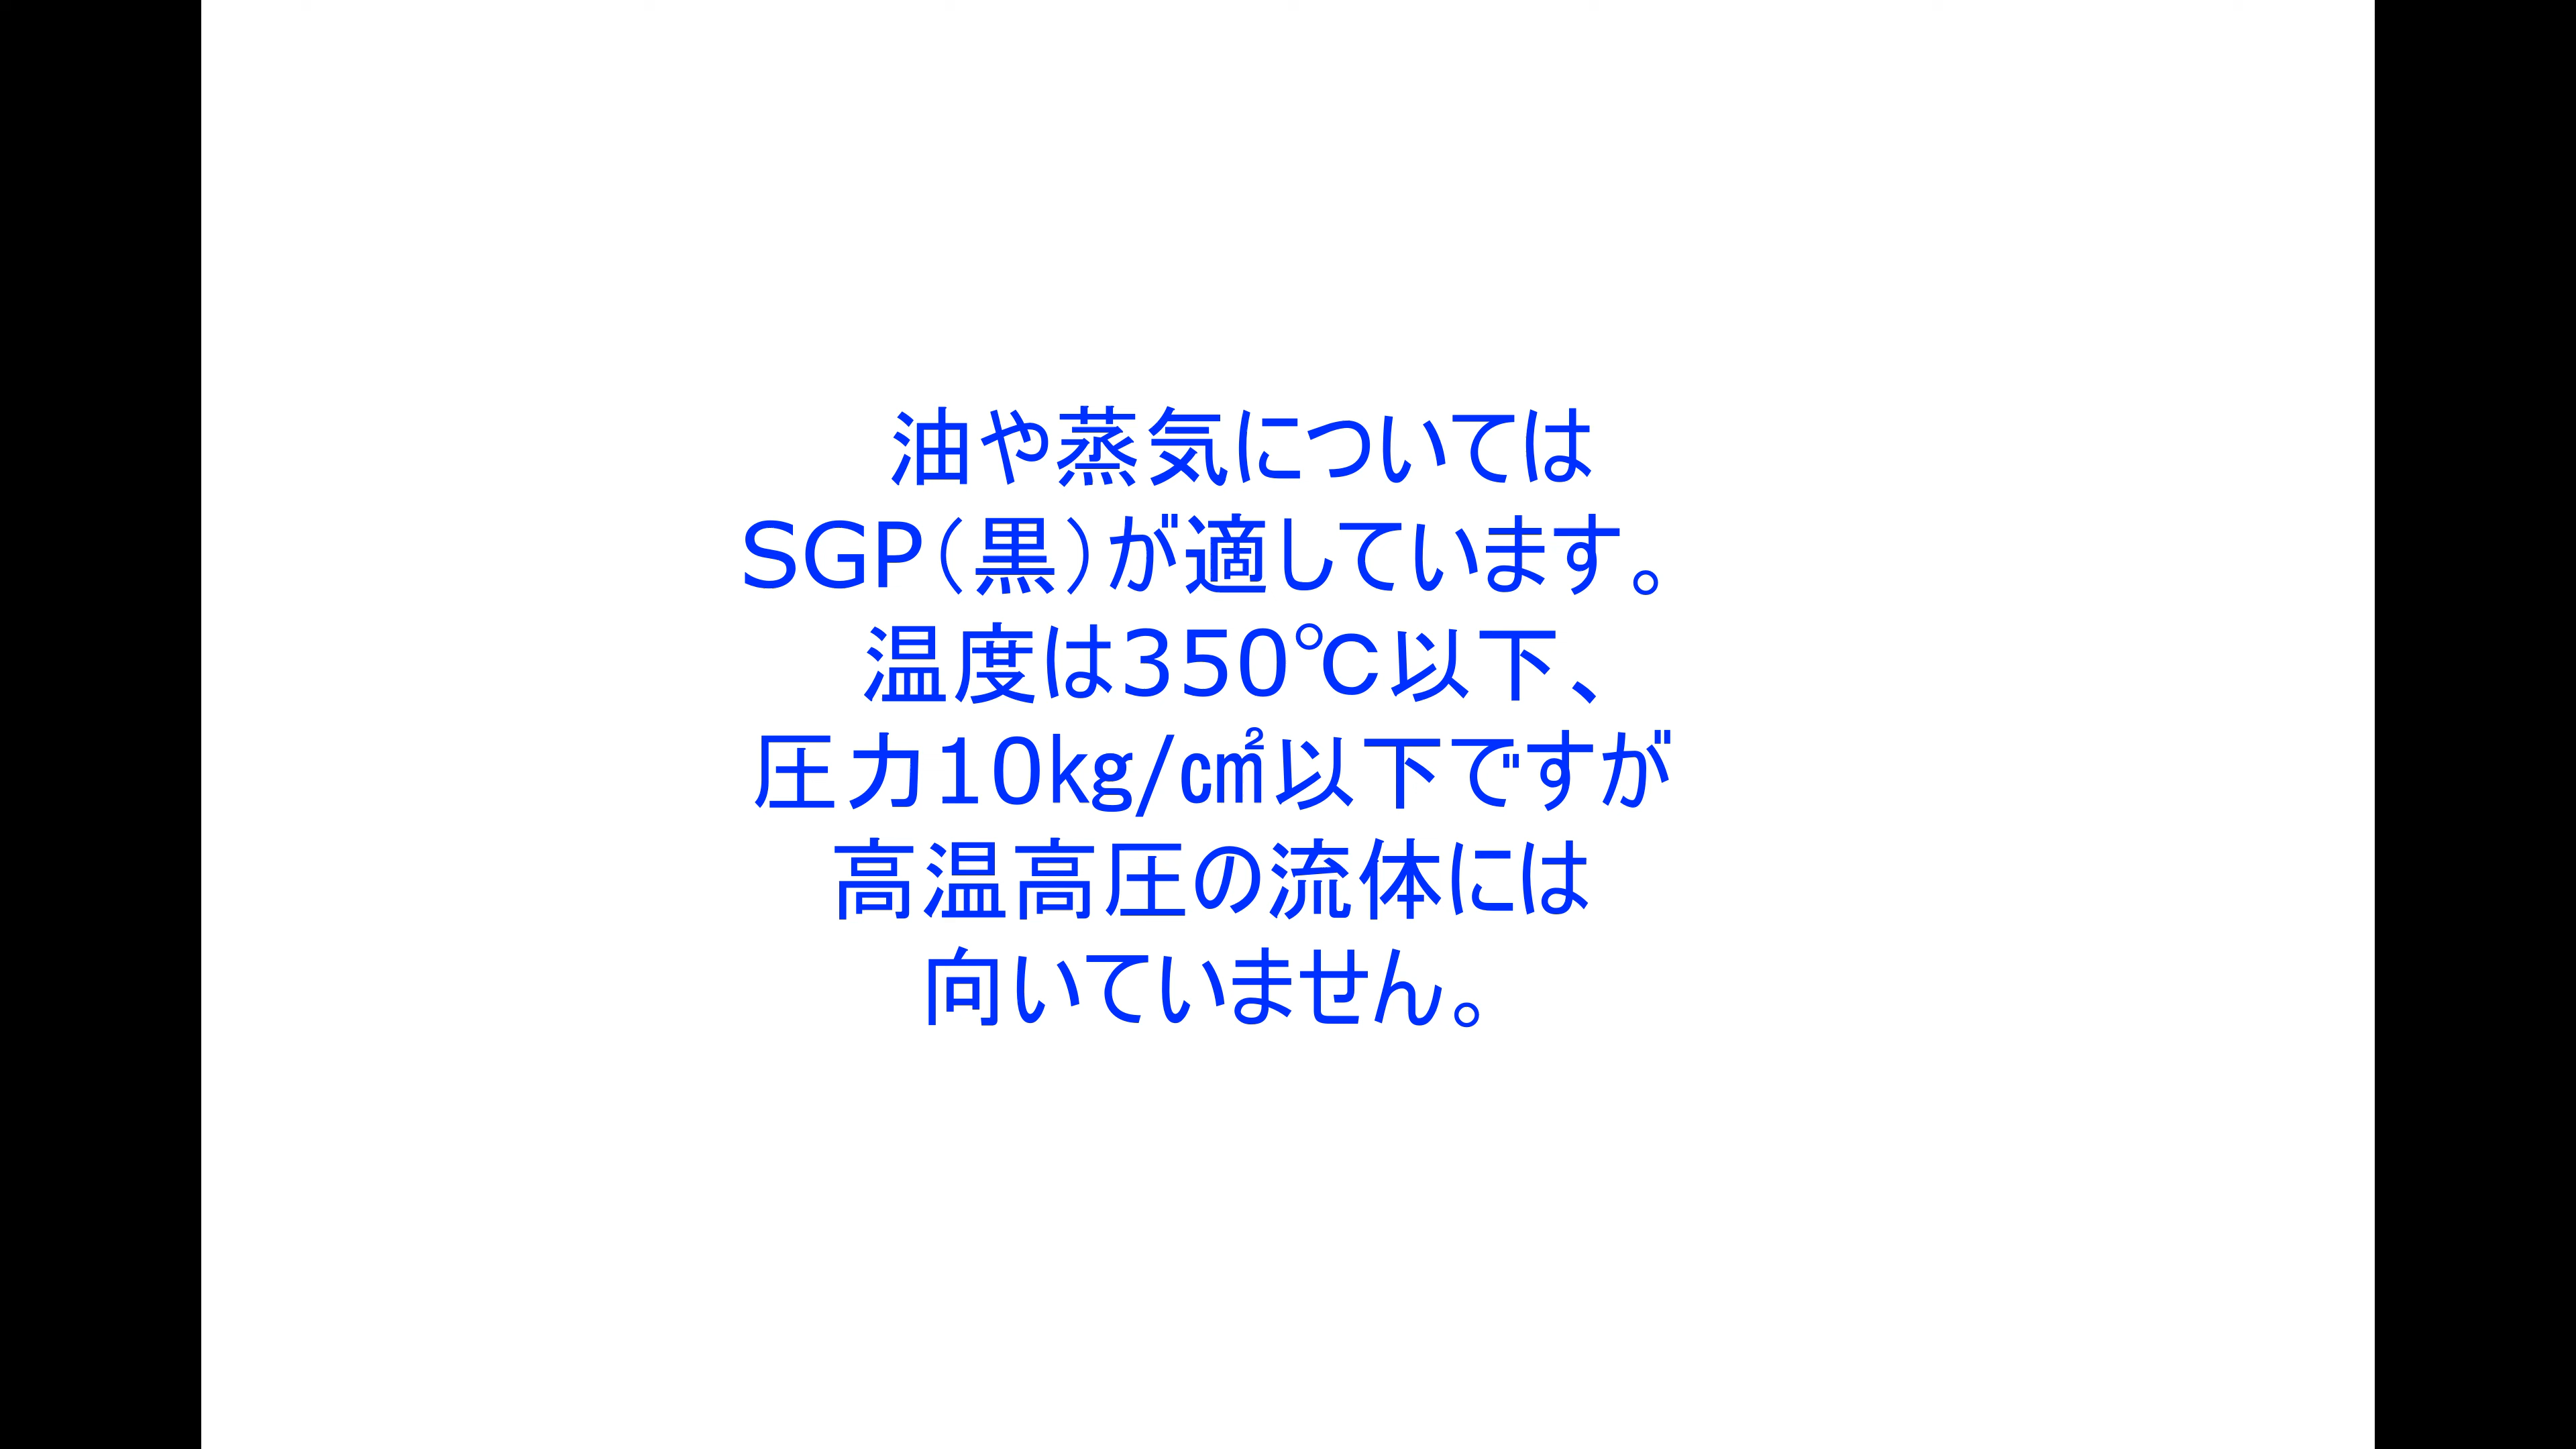 油や蒸気については
SGP（黒）が適しています。
温度は350℃以下、
圧力10kg/c㎡以下ですが
高温高圧の流体には
向いていません。